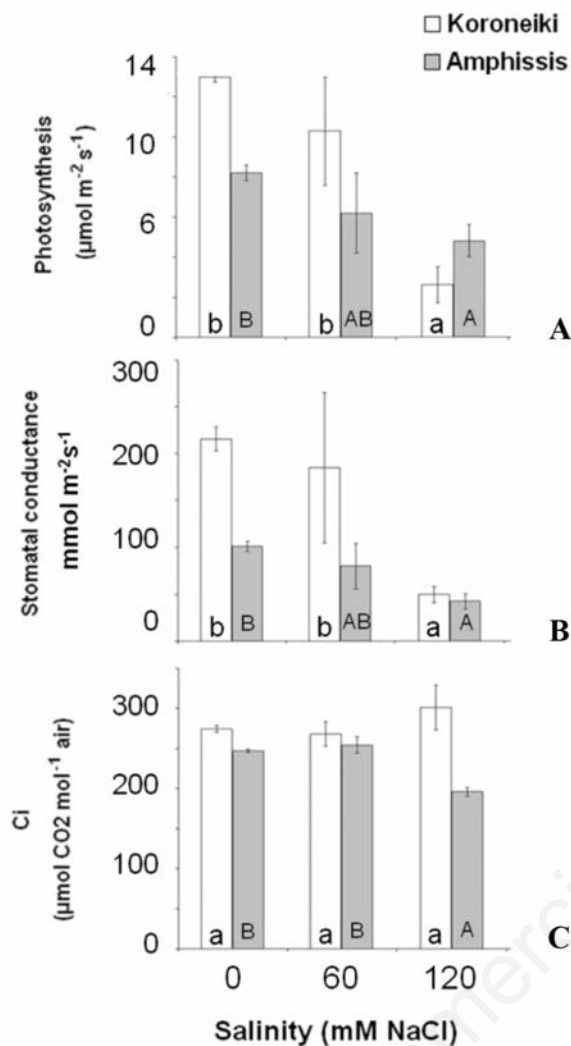 Koroneiki
Amphissis
Photosynthesis
(µmol m⁻² s⁻¹)
14
10
6
0
b B b AB a A
A
Stomatal conductance
mmol m⁻²s⁻¹
300
200
100
0
b B b AB a A
B
Ci
(µmol CO2 mol⁻¹ air)
300
200
100
0
a B a B a A
C
0 60 120
Salinity (mM NaCl)